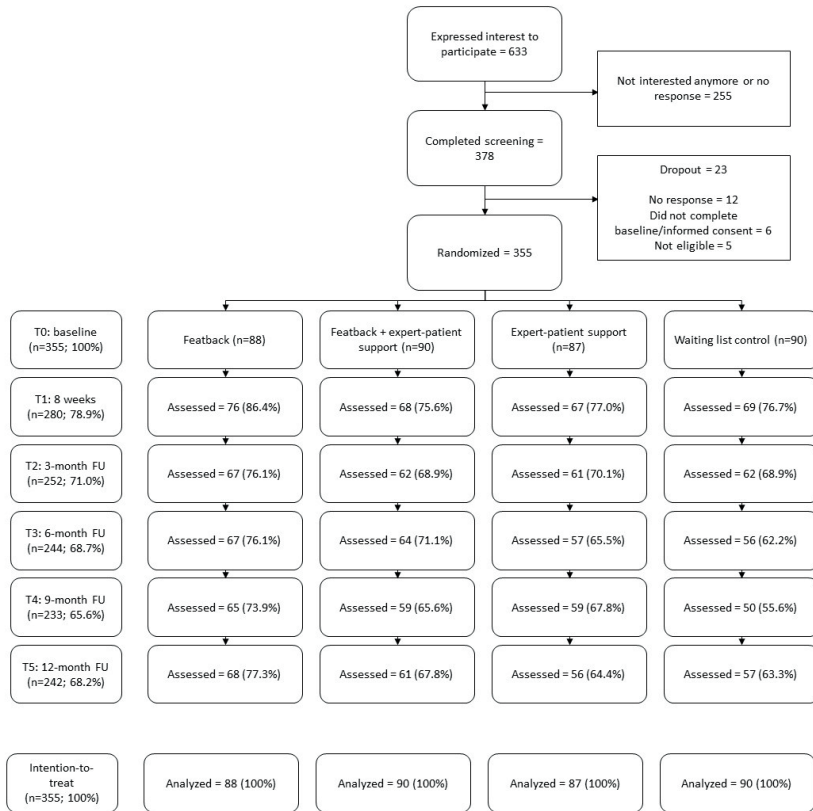 Expressed interest to
participate = 633
Not interested anymore or no
response = 255
Completed screening =
378
Dropout = 23
No response = 12
Did not complete
baseline/informed consent = 6
Not eligible = 5
Randomized = 355
T0: baseline
(n=355; 100%)
Featback (n=88)
Featback + expert-patient
support (n=90)
Expert-patient support
(n=87)
Waiting list control (n=90)
T1: 8 weeks
(n=280; 78.9%)
Assessed = 76 (86.4%)
Assessed = 68 (75.6%)
Assessed = 67 (77.0%)
Assessed = 69 (76.7%)
T2: 3-month FU
(n=252; 71.0%)
Assessed = 67 (76.1%)
Assessed = 62 (68.9%)
Assessed = 61 (70.1%)
Assessed = 62 (68.9%)
T3: 6-month FU
(n=244; 68.7%)
Assessed = 67 (76.1%)
Assessed = 64 (71.1%)
Assessed = 57 (65.5%)
Assessed = 56 (62.2%)
T4: 9-month FU
(n=233; 65.6%)
Assessed = 65 (73.9%)
Assessed = 59 (65.6%)
Assessed = 59 (67.8%)
Assessed = 50 (55.6%)
T5: 12-month FU
(n=242; 68.2%)
Assessed = 68 (77.3%)
Assessed = 61 (67.8%)
Assessed = 56 (64.4%)
Assessed = 57 (63.3%)
Intention-to-
treat
(n=355; 100%)
Analyzed = 88 (100%)
Analyzed = 90 (100%)
Analyzed = 87 (100%)
Analyzed = 90 (100%)